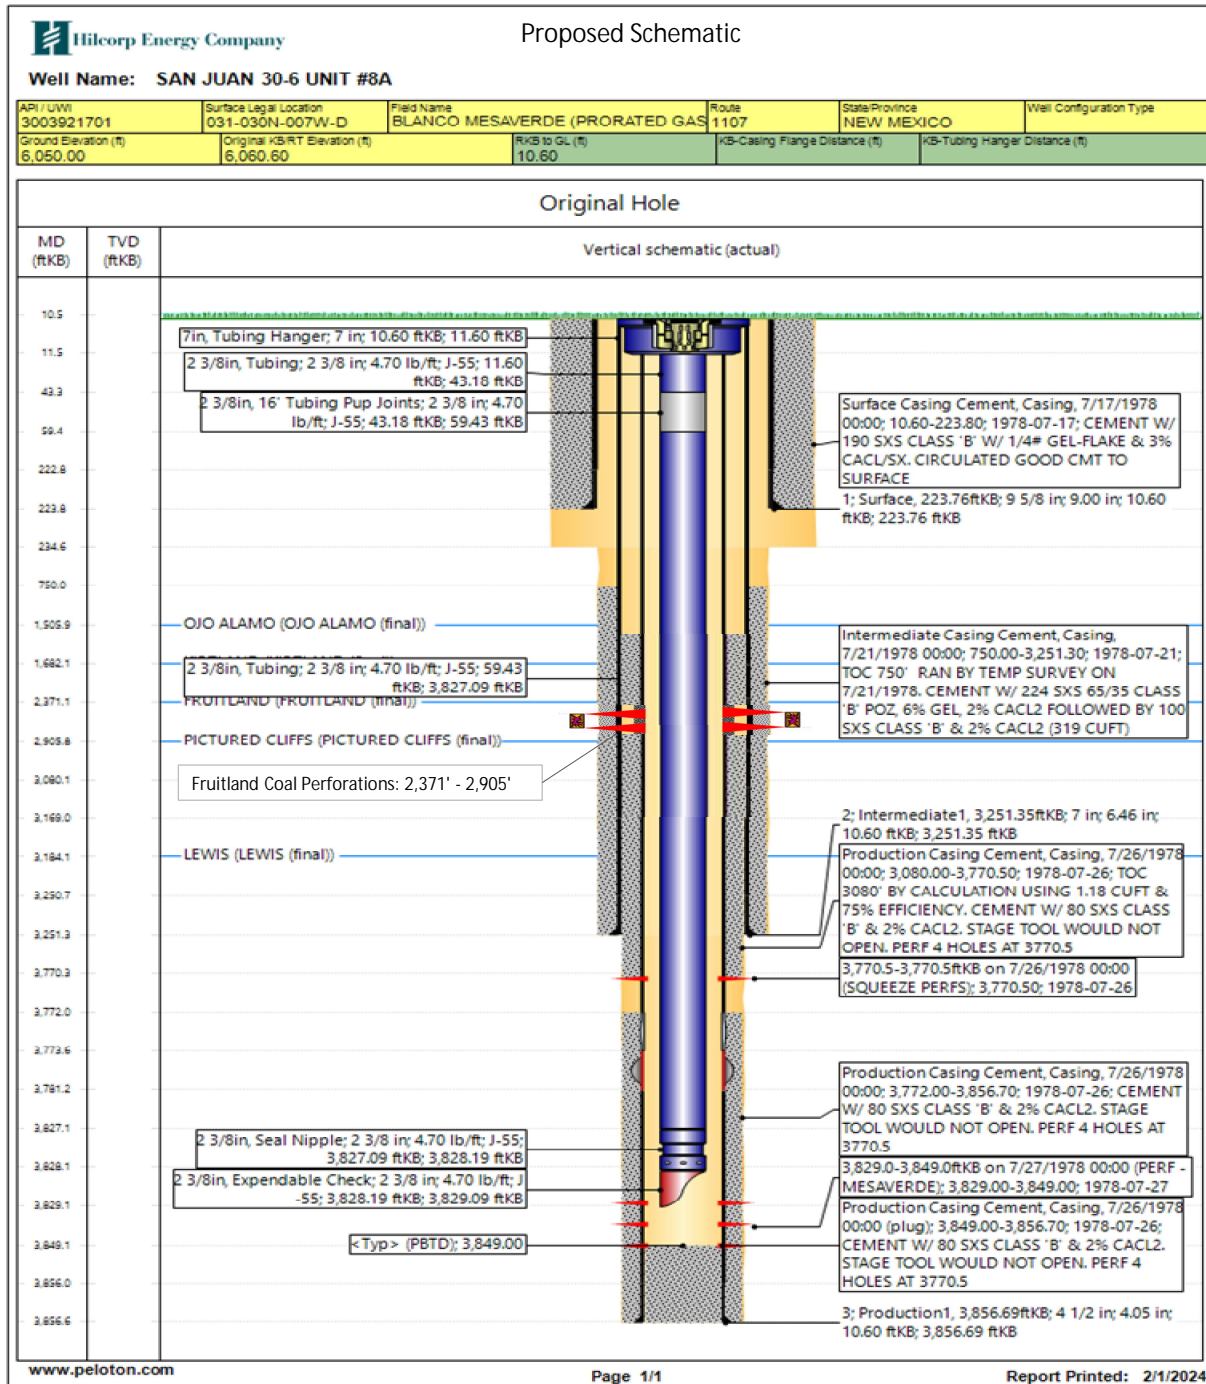 Hilcorp Energy Company
Proposed Schematic
Well Name: SAN JUAN 30-6 UNIT #8A
API / UWI
3003921701
Surface Legal Location
031-030N-007W-D
Field Name
BLANCO MESAVERDE (PRORATED GAS
Route
1107
State/Province
NEW MEXICO
Well Configuration Type
Ground Elevation (ft)
6,050.00
Original KB/RT Elevation (ft)
6,060.60
RKB to GL (ft)
10.60
KB-Casing Flange Distance (ft)
KB-Tubing Hanger Distance (ft)
Original Hole
MD
(ftKB)
TVD
(ftKB)
Vertical schematic (actual)
10.5
11.5
43.3
59.4
222.8
223.8
234.6
750.0
1,505.9
1,682.1
2,371.1
2,905.8
3,080.1
3,169.0
3,184.1
3,250.7
3,251.3
3,770.3
3,772.0
3,773.6
3,781.2
3,827.1
3,828.1
3,829.1
3,849.1
3,856.0
3,856.6
7in, Tubing Hanger; 7 in; 10.60 ftKB; 11.60 ftKB
2 3/8in, Tubing; 2 3/8 in; 4.70 lb/ft; J-55; 11.60
ftKB; 43.18 ftKB
2 3/8in, 16' Tubing Pup Joints; 2 3/8 in; 4.70
lb/ft; J-55; 43.18 ftKB; 59.43 ftKB
OJO ALAMO (OJO ALAMO (final))
2 3/8in, Tubing; 2 3/8 in; 4.70 lb/ft; J-55; 59.43
ftKB; 3,827.09 ftKB
FRUITLAND (FRUITLAND (final))
PICTURED CLIFFS (PICTURED CLIFFS (final))
Fruitland Coal Perforations: 2,371' - 2,905'
LEWIS (LEWIS (final))
2 3/8in, Seal Nipple; 2 3/8 in; 4.70 lb/ft; J-55;
3,827.09 ftKB; 3,828.19 ftKB
2 3/8in, Expendable Check; 2 3/8 in; 4.70 lb/ft; J
-55; 3,828.19 ftKB; 3,829.09 ftKB
<Typ> (PBTD); 3,849.00
Surface Casing Cement, Casing, 7/17/1978
00:00; 10.60-223.80; 1978-07-17; CEMENT W/
190 SXS CLASS 'B' W/ 1/4# GEL-FLAKE & 3%
CACL/SX. CIRCULATED GOOD CMT TO
SURFACE
1; Surface, 223.76ftKB; 9 5/8 in; 9.00 in; 10.60
ftKB; 223.76 ftKB
Intermediate Casing Cement, Casing,
7/21/1978 00:00; 750.00-3,251.30; 1978-07-21;
TOC 750' RAN BY TEMP SURVEY ON
7/21/1978. CEMENT W/ 224 SXS 65/35 CLASS
'B' POZ, 6% GEL, 2% CACL2 FOLLOWED BY 100
SXS CLASS 'B' & 2% CACL2 (319 CUFT)
2; Intermediate1, 3,251.35ftKB; 7 in; 6.46 in;
10.60 ftKB; 3,251.35 ftKB
Production Casing Cement, Casing, 7/26/1978
00:00; 3,080.00-3,770.50; 1978-07-26; TOC
3080' BY CALCULATION USING 1.18 CUFT &
75% EFFICIENCY. CEMENT W/ 80 SXS CLASS
'B' & 2% CACL2. STAGE TOOL WOULD NOT
OPEN. PERF 4 HOLES AT 3770.5
3,770.5-3,770.5ftKB on 7/26/1978 00:00
(SQUEEZE PERFS); 3,770.50; 1978-07-26
Production Casing Cement, Casing, 7/26/1978
00:00; 3,772.00-3,856.70; 1978-07-26; CEMENT
W/ 80 SXS CLASS 'B' & 2% CACL2. STAGE
TOOL WOULD NOT OPEN. PERF 4 HOLES AT
3770.5
3,829.0-3,849.0ftKB on 7/27/1978 00:00 (PERF -
MESAVERDE); 3,829.00-3,849.00; 1978-07-27
Production Casing Cement, Casing, 7/26/1978
00:00 (plug); 3,849.00-3,856.70; 1978-07-26;
CEMENT W/ 80 SXS CLASS 'B' & 2% CACL2.
STAGE TOOL WOULD NOT OPEN. PERF 4
HOLES AT 3770.5
3; Production1, 3,856.69ftKB; 4 1/2 in; 4.05 in;
10.60 ftKB; 3,856.69 ftKB
www.peloton.com
Page 1/1
Report Printed: 2/1/2024